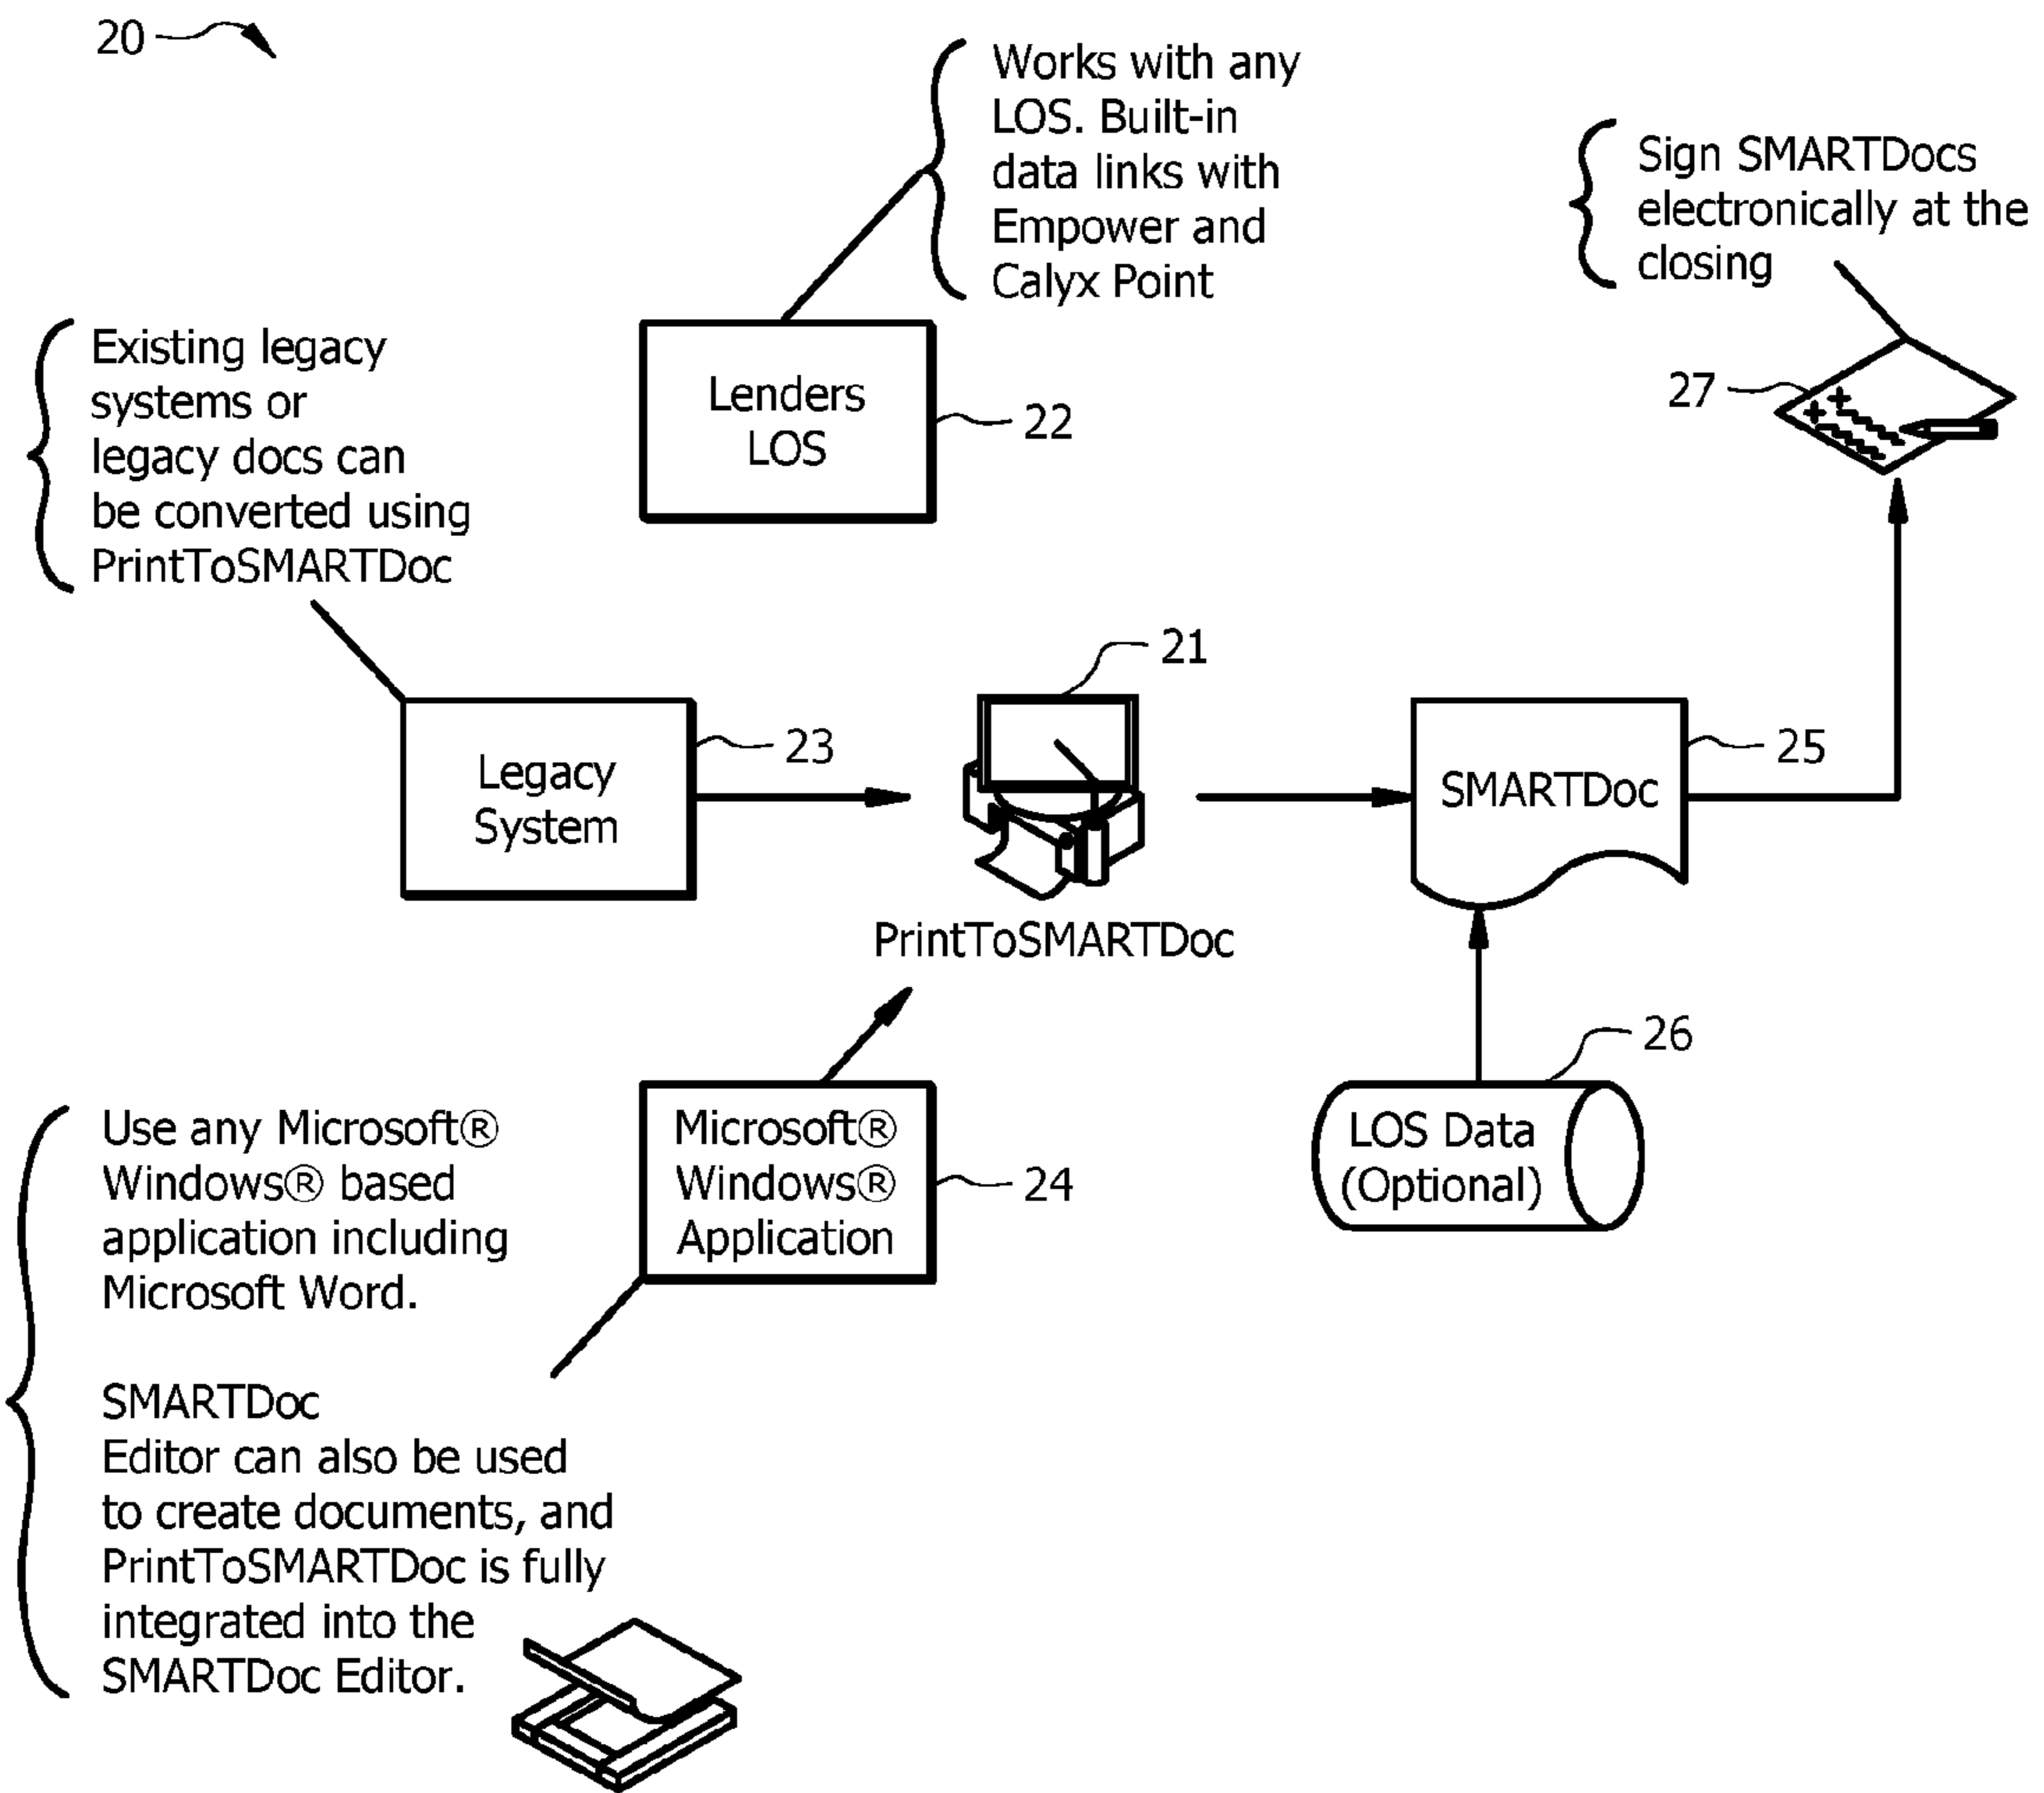 20
Works with any
LOS. Built-in
data links with
Empower and
Calyx Point
Sign SMARTDocs
electronically at the
closing
Existing legacy
systems or
legacy docs can
be converted using
PrintToSMARTDoc
Lenders
LOS
22
27
21
Legacy
System
23
PrintToSMARTDoc
SMARTDoc
25
26
LOS Data
(Optional)
Microsoft®
Windows®
Application
24
Use any Microsoft®
Windows® based
application including
Microsoft Word.
SMARTDoc
Editor can also be used
to create documents, and
PrintToSMARTDoc is fully
integrated into the
SMARTDoc Editor.